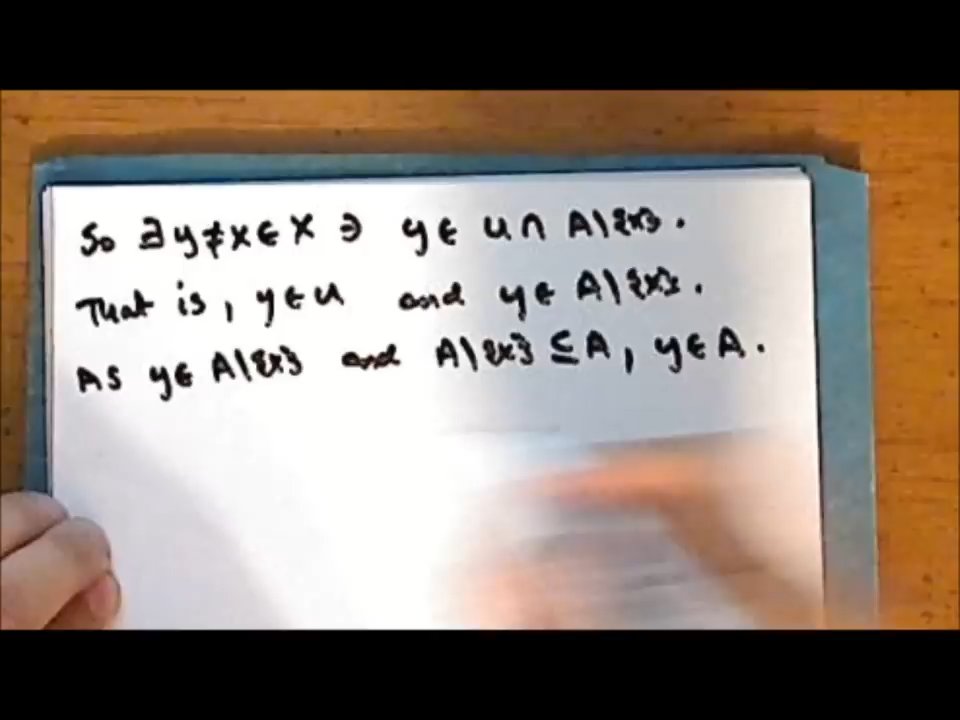 So ∃ y≠x∈X ∋ y∈ U∩ A\{x}.
That is, y∈U and y∈ A\{x}.
As y∈ A\{x} and A\{x} ⊆A, y∈A.